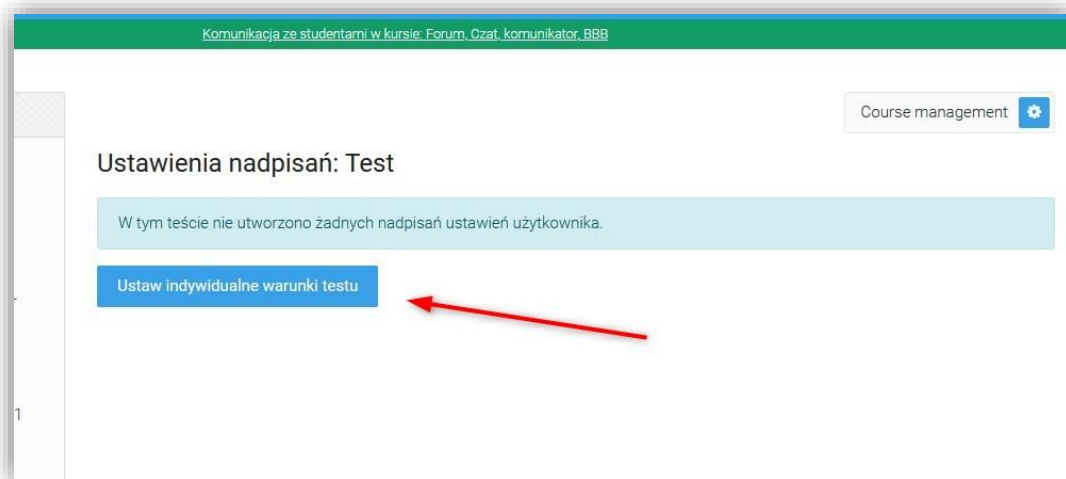 Komunikacja ze studentami w kursie: Forum, Czat, komunikator, BBB
Course management
Ustawienia nadpisań: Test
W tym teście nie utworzono żadnych nadpisań ustawień użytkownika.
Ustaw indywidualne warunki testu
1